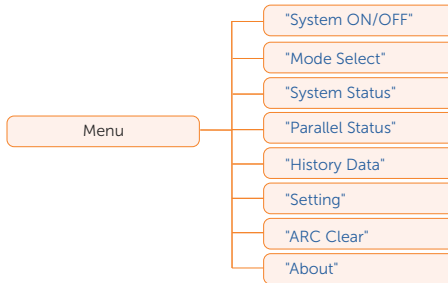 "System ON/OFF"
"Mode Select"
"System Status"
Menu
"Parallel Status"
"History Data"
"Setting"
"ARC Clear"
"About"